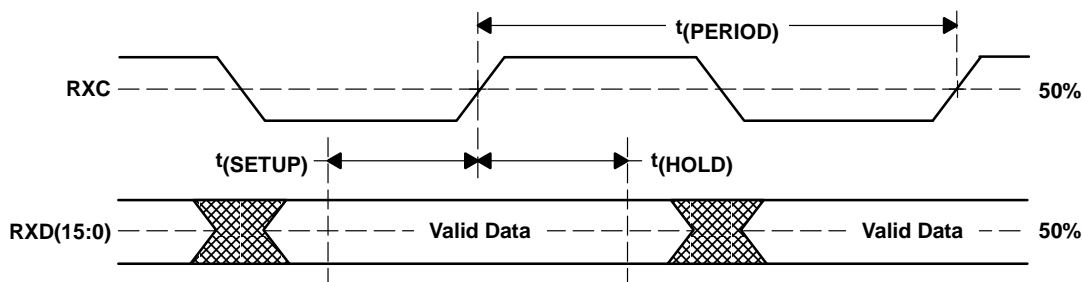 t(PERIOD)
RXC
50%
t(SETUP)
t(HOLD)
RXD(15:0)
Valid Data
Valid Data
50%